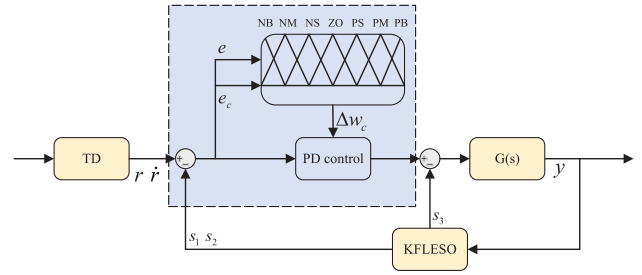 NB NM NS ZO PS PM PB
e
e_c
Δw_c
TD
r ṙ
+
−
PD control
+
−
G(s)
y
s_3
s_1 s_2
KFLESO